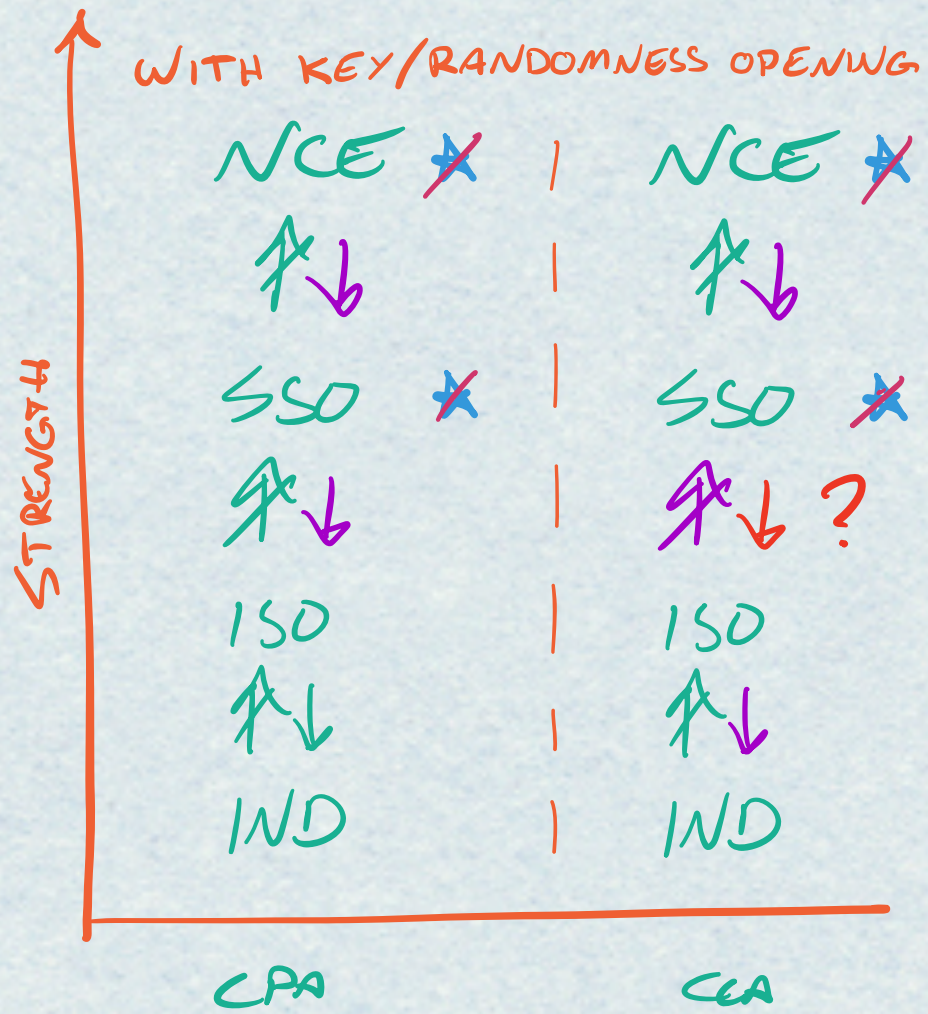 WITH KEY/RANDOMNESS OPENING
NCE NCE
SSO SSO
?
ISO ISO
IND IND
CPA CCA
STRENGTH